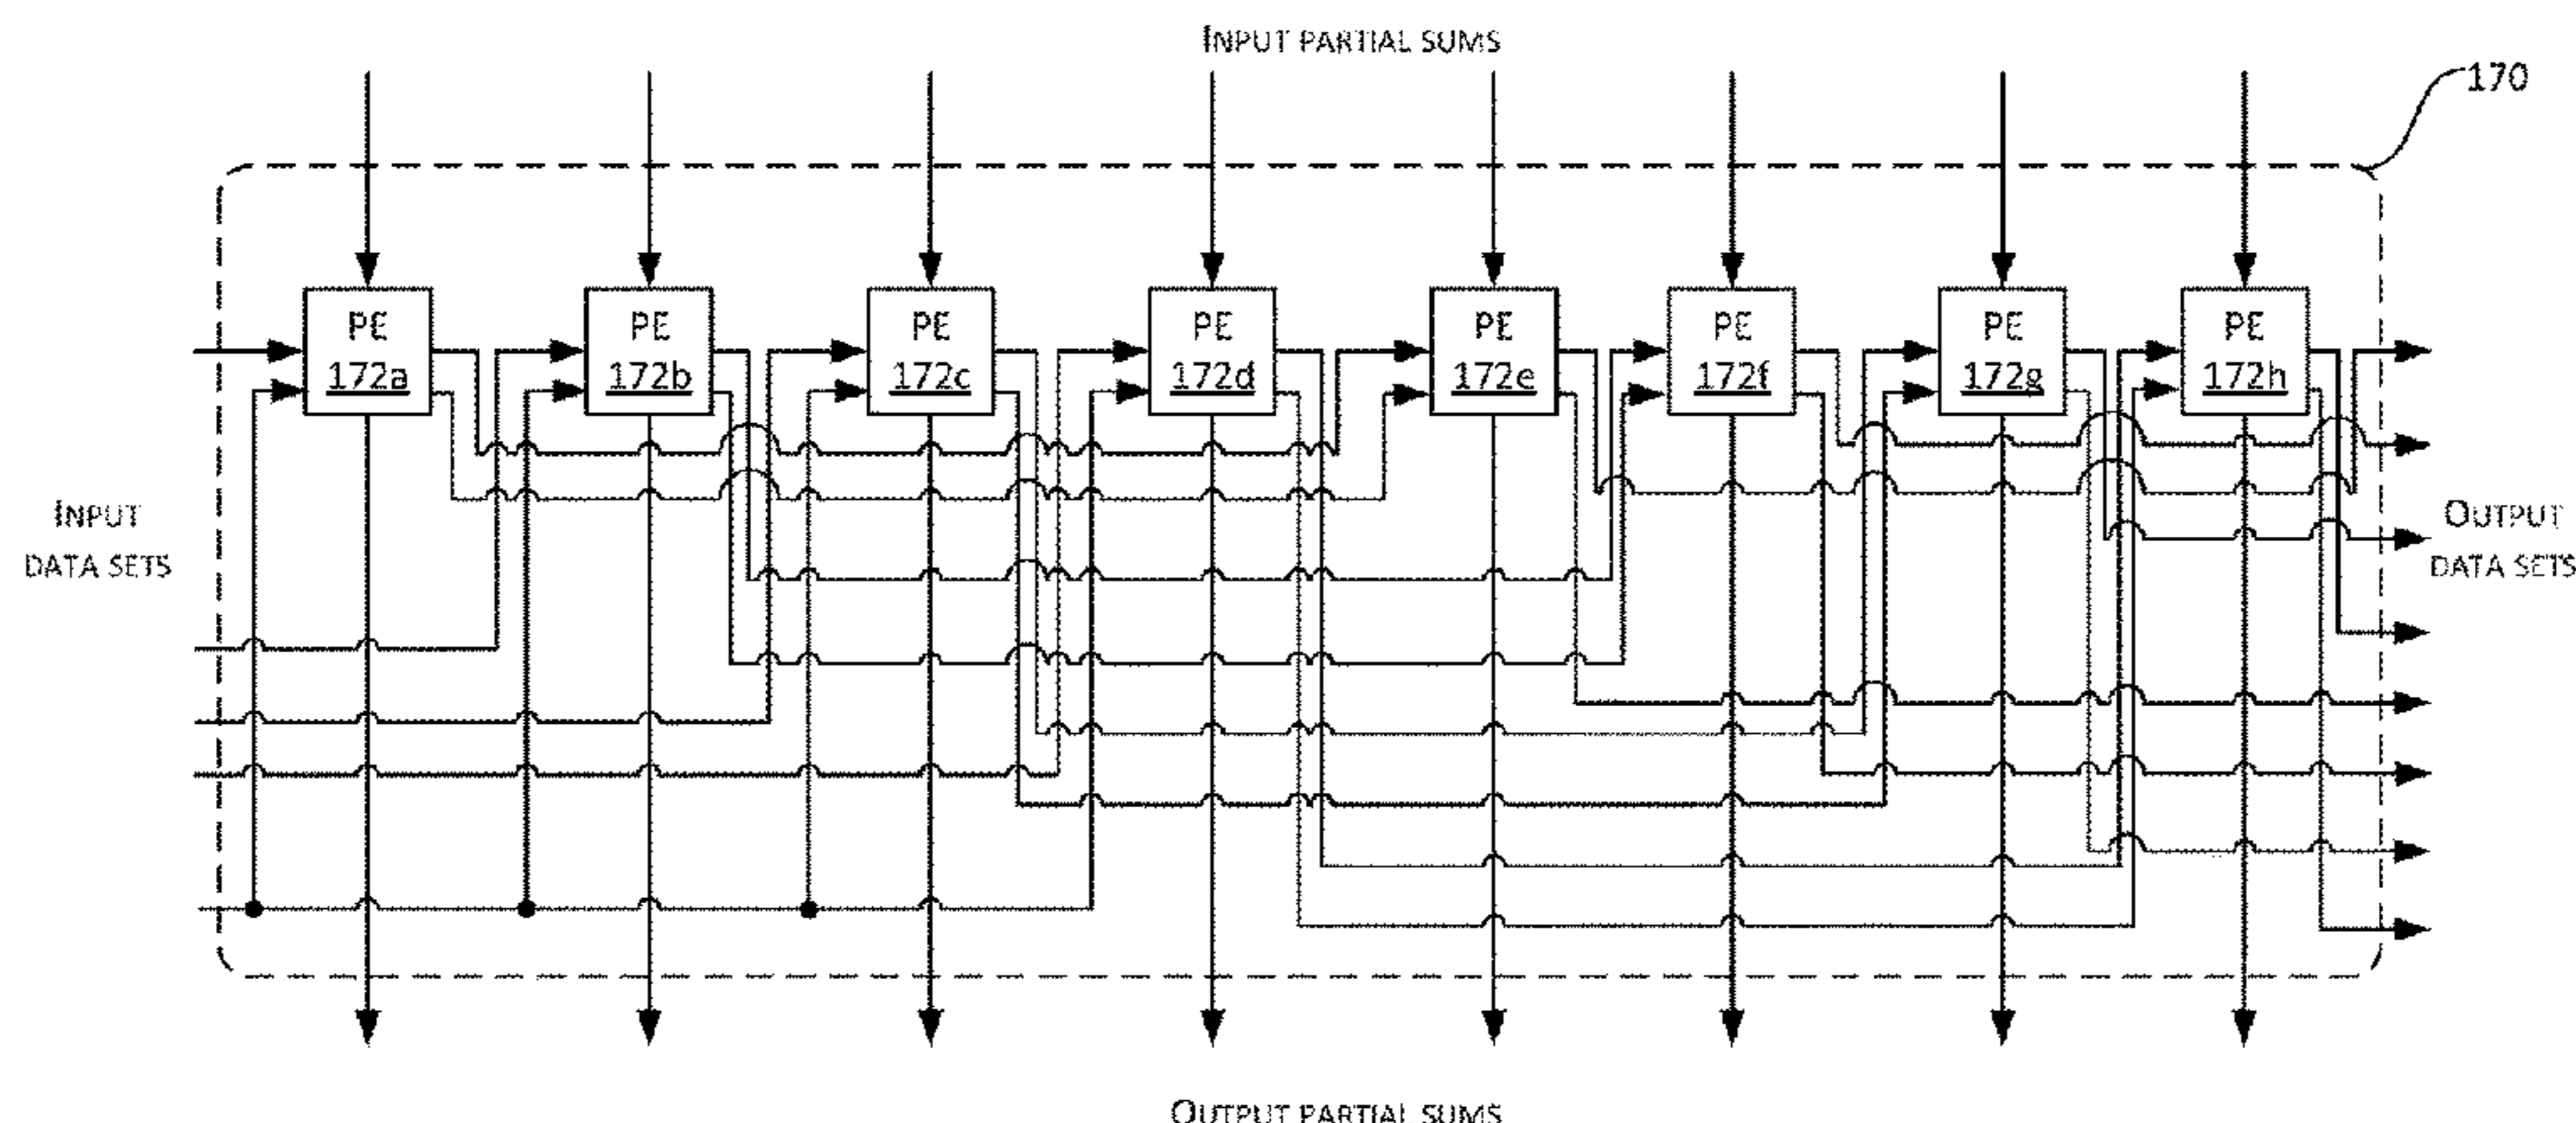 INPUT PARTIAL SUMS
170
PE
172a
PE
172b
PE
172c
PE
172d
PE
172e
PE
172f
PE
172g
PE
172h
INPUT
DATA SETS
OUTPUT
DATA SETS
OUTPUT PARTIAL SUMS